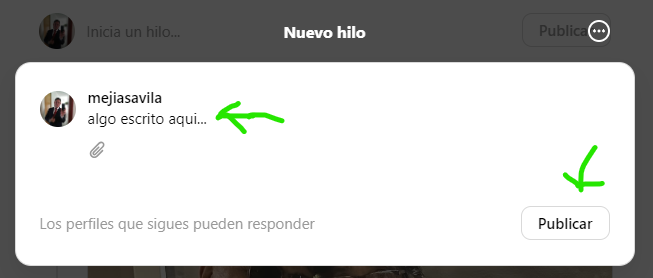 Inicia un hilo...
Nuevo hilo
Publica
mejiasavila
algo escrito aqui...
Los perfiles que sigues pueden responder
Publicar